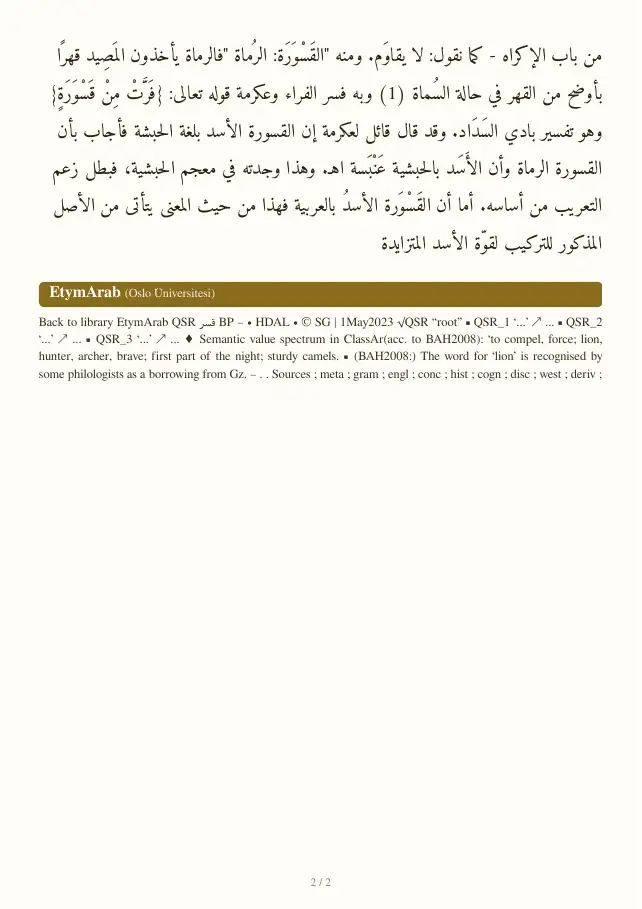 من باب الإكراه - كما نقول: لا يقاوَم. ومنه "القَسْوَرَة: الرُماة "فالرماة يأخذون المَصِيد قهرًا
بأوضح من القهر في حالة السُماة (1) وبه فسر الفراء وعكرمة قوله تعالى: {فَرَّتْ مِنْ قَسْوَرَةٍ}
وهو تفسير بادي السَدَاد. وقد قال قائل لعكرمة إن القسورة الأسد بلغة الحبشة فأجاب بأن
القسورة الرماة وأن الأَسَد بالحبشية عَنْبَسة اهـ. وهذا وجدته في معجم الحبشية، فبطل زعم
التعريب من أساسه. أما أن القَسْوَرة الأسدُ بالعربية فهذا من حيث المعنى يتأتى من الأصل
المذكور للتركيب لقوّة الأسد المتزايدة
EtymArab (Oslo Üniversitesi)
Back to library EtymArab QSR قسر BP – • HDAL • © SG | 1May2023 √QSR “root” ▪ QSR_1 ‘...’ ↗ ... ▪ QSR_2
‘...’ ↗ ... ▪ QSR_3 ‘...’ ↗ ... ♦ Semantic value spectrum in ClassAr(acc. to BAH2008): ‘to compel, force; lion,
hunter, archer, brave; first part of the night; sturdy camels. ▪ (BAH2008:) The word for ‘lion’ is recognised by
some philologists as a borrowing from Gz. – . . Sources ; meta ; gram ; engl ; conc ; hist ; cogn ; disc ; west ; deriv ;
2 / 2